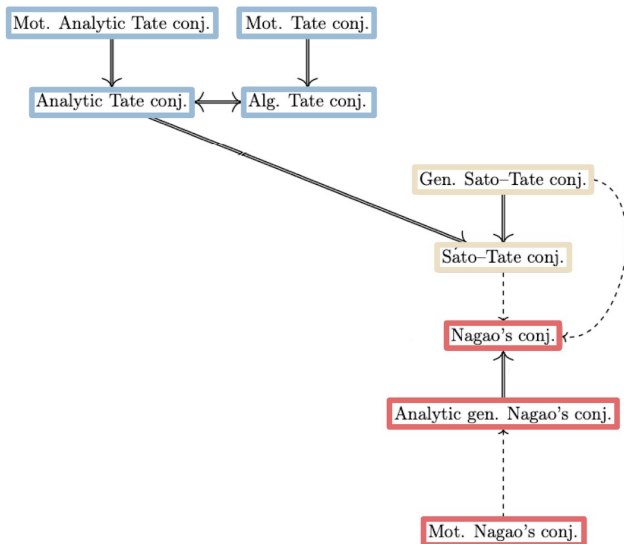 Mot. Analytic Tate conj.
Mot. Tate conj.
Analytic Tate conj.
Alg. Tate conj.
Gen. Sato–Tate conj.
Sato–Tate conj.
Nagao's conj.
Analytic gen. Nagao's conj.
Mot. Nagao's conj.